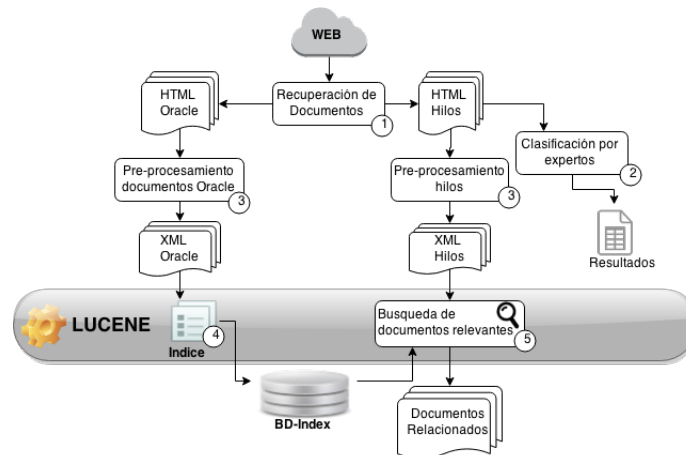 WEB
HTML
Oracle
Recuperación de
Documentos
1
HTML
Hilos
Clasificación por
expertos
2
Pre-procesamiento
documentos Oracle
3
Pre-procesamiento
hilos
3
XML
Oracle
XML
Hilos
Resultados
LUCENE
Indice
4
Busqueda de
documentos relevantes
5
BD-Index
Documentos
Relacionados